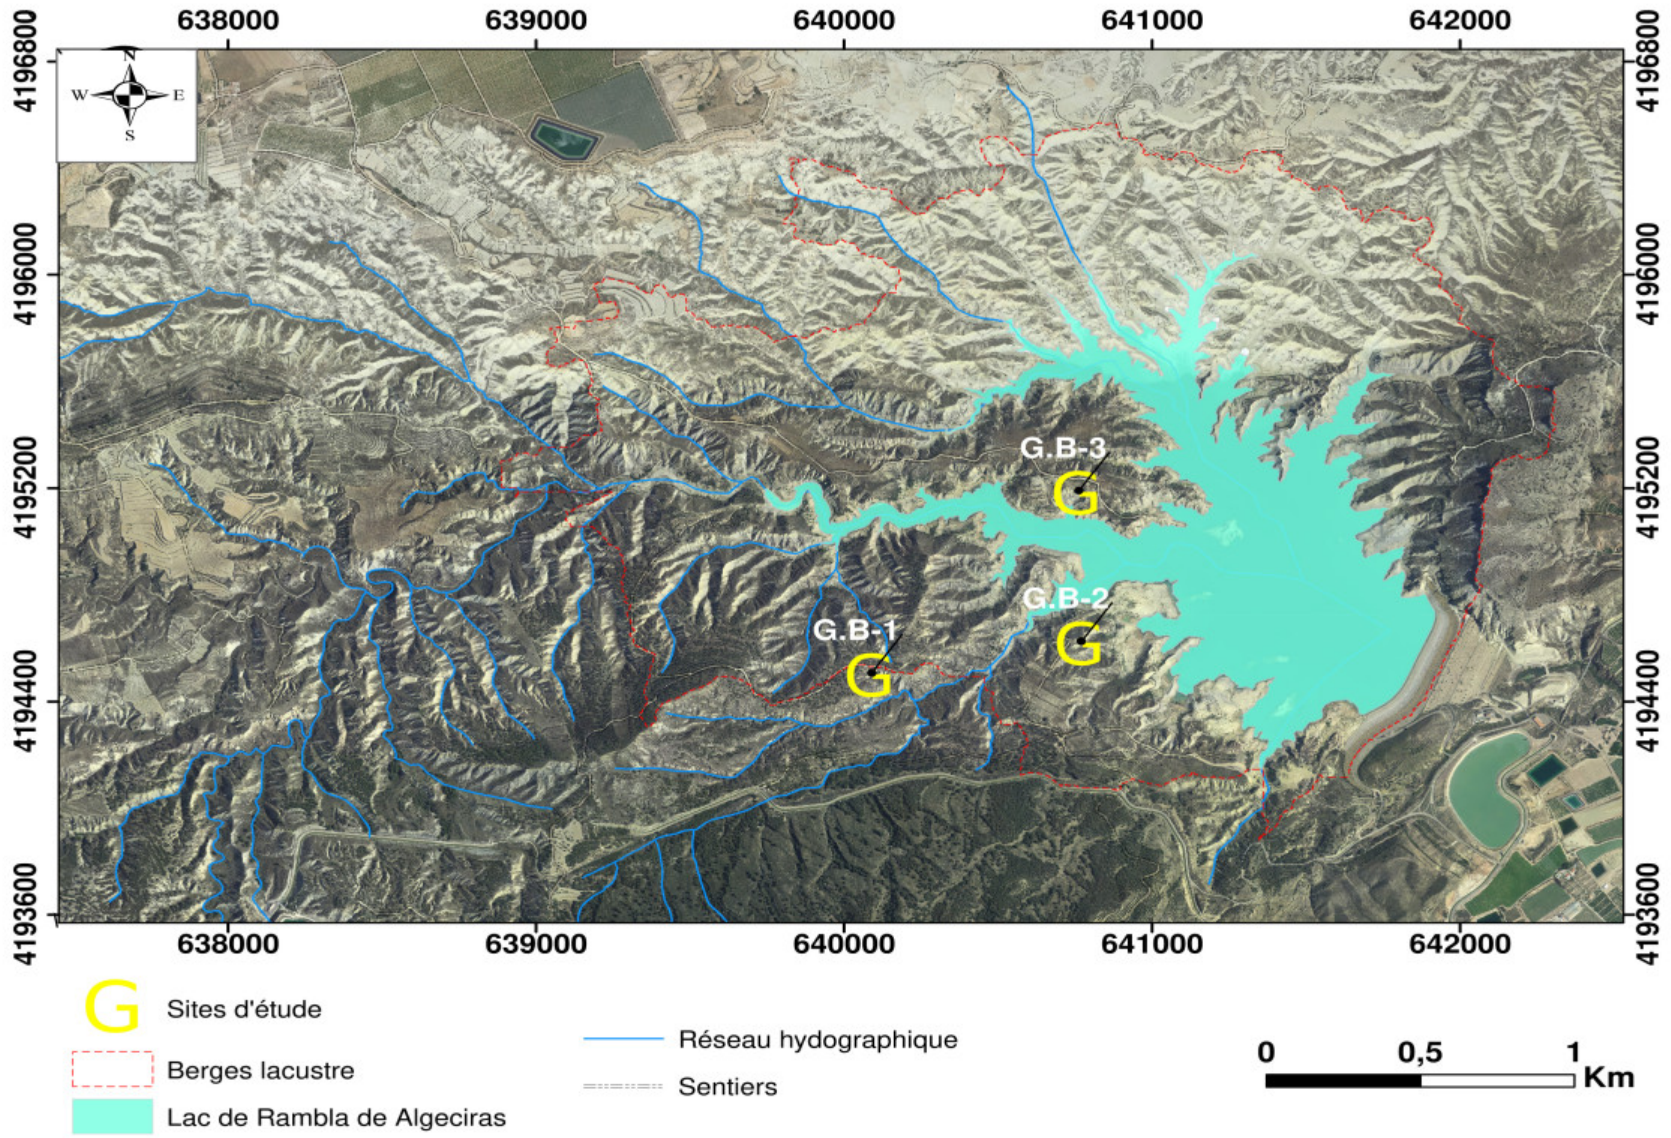 638000 639000 640000 641000 642000
4196800 4196800
N
W E
S
4196000 4196000
G.B-3
G
4195200 4195200
G.B-2
G
G.B-1
G
4194400 4194400
4193600 4193600
638000 639000 640000 641000 642000
G Sites d'étude
Réseau hydographique
Berges lacustre
Sentiers
Lac de Rambla de Algeciras
0 0,5 1
Km